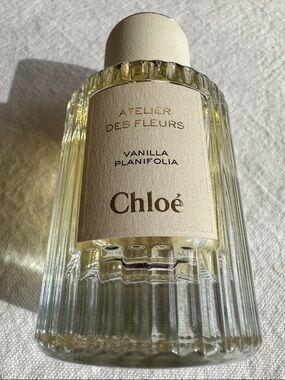 ATELIER
DES FLEURS
VANILLA
PLANIFOLIA
Chloé